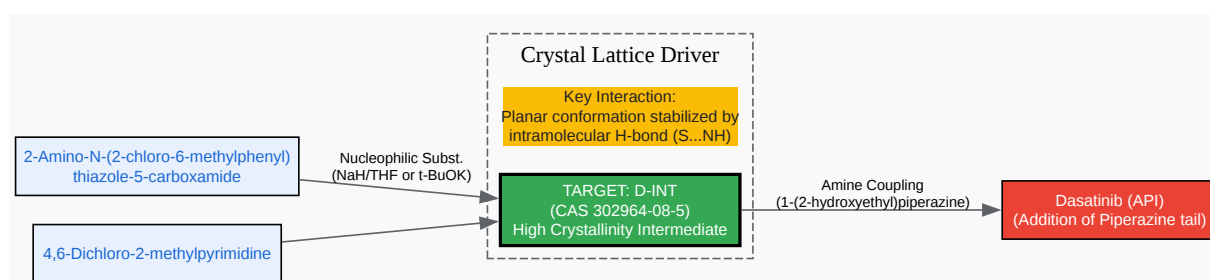 Crystal Lattice Driver
Key Interaction:
Planar conformation stabilized by
intramolecular H-bond (S...NH)
2-Amino-N-(2-chloro-6-methylphenyl)
thiazole-5-carboxamide
Nucleophilic Subst.
(NaH/THF or t-BuOK)
TARGET: D-INT
(CAS 302964-08-5)
High Crystallinity Intermediate
Amine Coupling
(1-(2-hydroxyethyl)piperazine)
Dasatinib (API)
(Addition of Piperazine tail)
4,6-Dichloro-2-methylpyrimidine